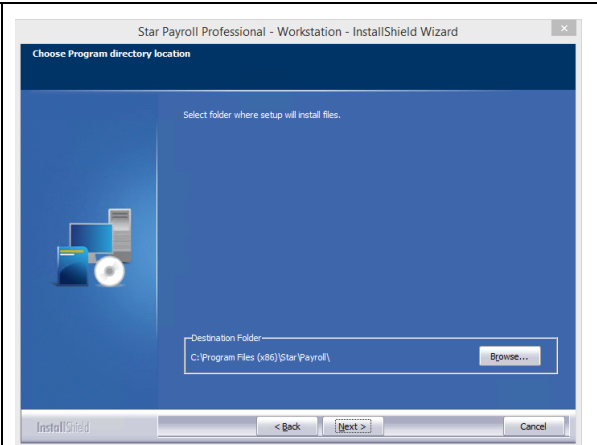 Star Payroll Professional - Workstation - InstallShield Wizard
Choose Program directory location
Select folder where setup will install files.
Destination Folder
C:\Program Files (x86)\Star\Payroll\
Browse...
InstallShield
< Back
Next >
Cancel